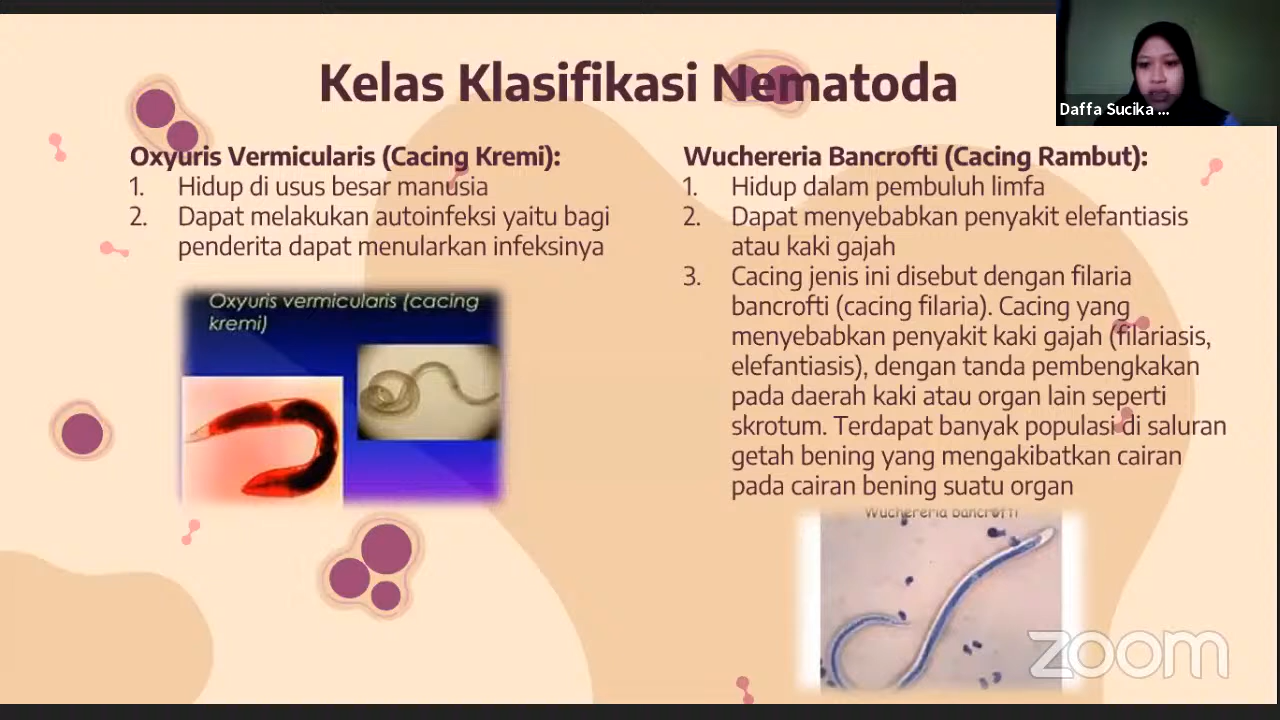 Kelas Klasifikasi Nematoda
Daffa Sucika ...
Oxyuris Vermicularis (Cacing Kremi):
1. Hidup di usus besar manusia
2. Dapat melakukan autoinfeksi yaitu bagi
penderita dapat menularkan infeksinya
Oxyuris vermicularis (cacing
kremi)
Wuchereria Bancrofti (Cacing Rambut):
1. Hidup dalam pembuluh limfa
2. Dapat menyebabkan penyakit elefantiasis
atau kaki gajah
3. Cacing jenis ini disebut dengan filaria
bancrofti (cacing filaria). Cacing yang
menyebabkan penyakit kaki gajah (filariasis,
elefantiasis), dengan tanda pembengkakan
pada daerah kaki atau organ lain seperti
skrotum. Terdapat banyak populasi di saluran
getah bening yang mengakibatkan cairan
pada cairan bening suatu organ
Wuchereria bancrofti
zoom